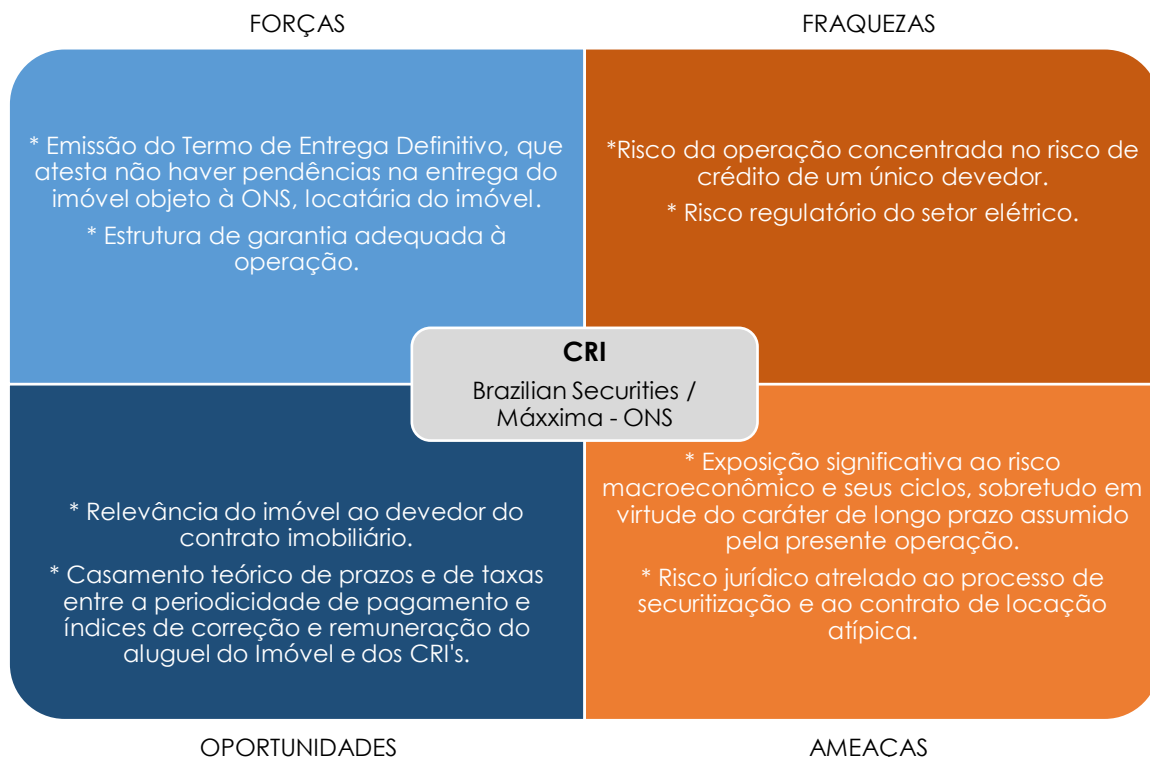 FORÇAS
FRAQUEZAS
* Emissão do Termo de Entrega Definitivo, que
atesta não haver pendências na entrega do
imóvel objeto à ONS, locatária do imóvel.
* Estrutura de garantia adequada à
operação.
*Risco da operação concentrada no risco de
crédito de um único devedor.
* Risco regulatório do setor elétrico.
CRI
Brazilian Securities /
Máxxima - ONS
* Relevância do imóvel ao devedor do
contrato imobiliário.
* Casamento teórico de prazos e de taxas
entre a periodicidade de pagamento e
índices de correção e remuneração do
aluguel do Imóvel e dos CRI's.
* Exposição significativa ao risco
macroeconômico e seus ciclos, sobretudo em
virtude do caráter de longo prazo assumido
pela presente operação.
* Risco jurídico atrelado ao processo de
securitização e ao contrato de locação
atípica.
OPORTUNIDADES
AMEAÇAS